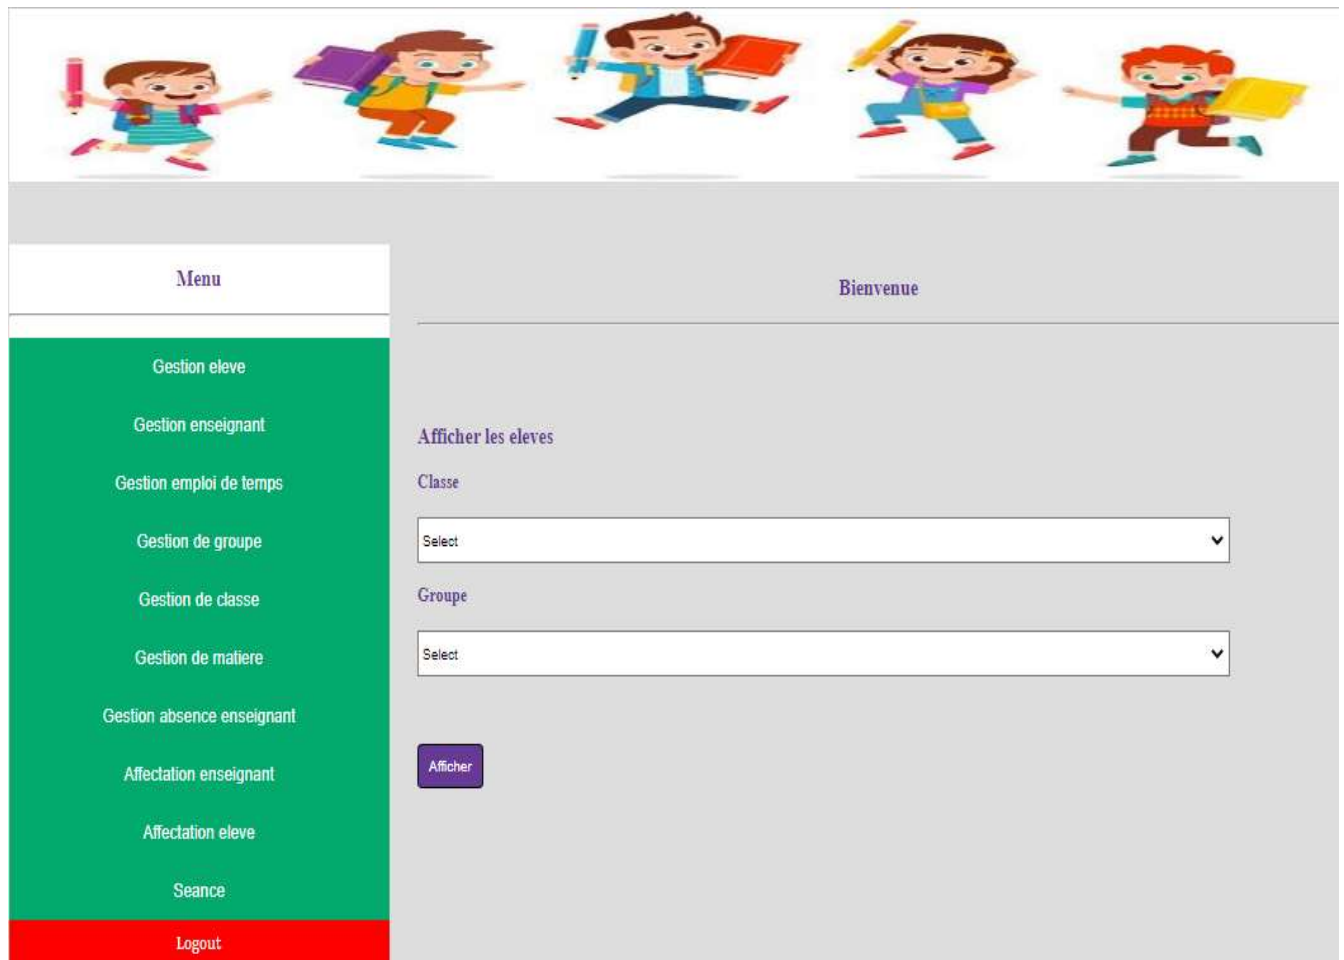 Menu
Bienvenue
Gestion eleve
Gestion enseignant
Gestion emploi de temps
Gestion de groupe
Gestion de classe
Gestion de matiere
Gestion absence enseignant
Affectation enseignant
Affectation eleve
Seance
Logout
Afficher les eleves
Classe
Select
Groupe
Select
Afficher